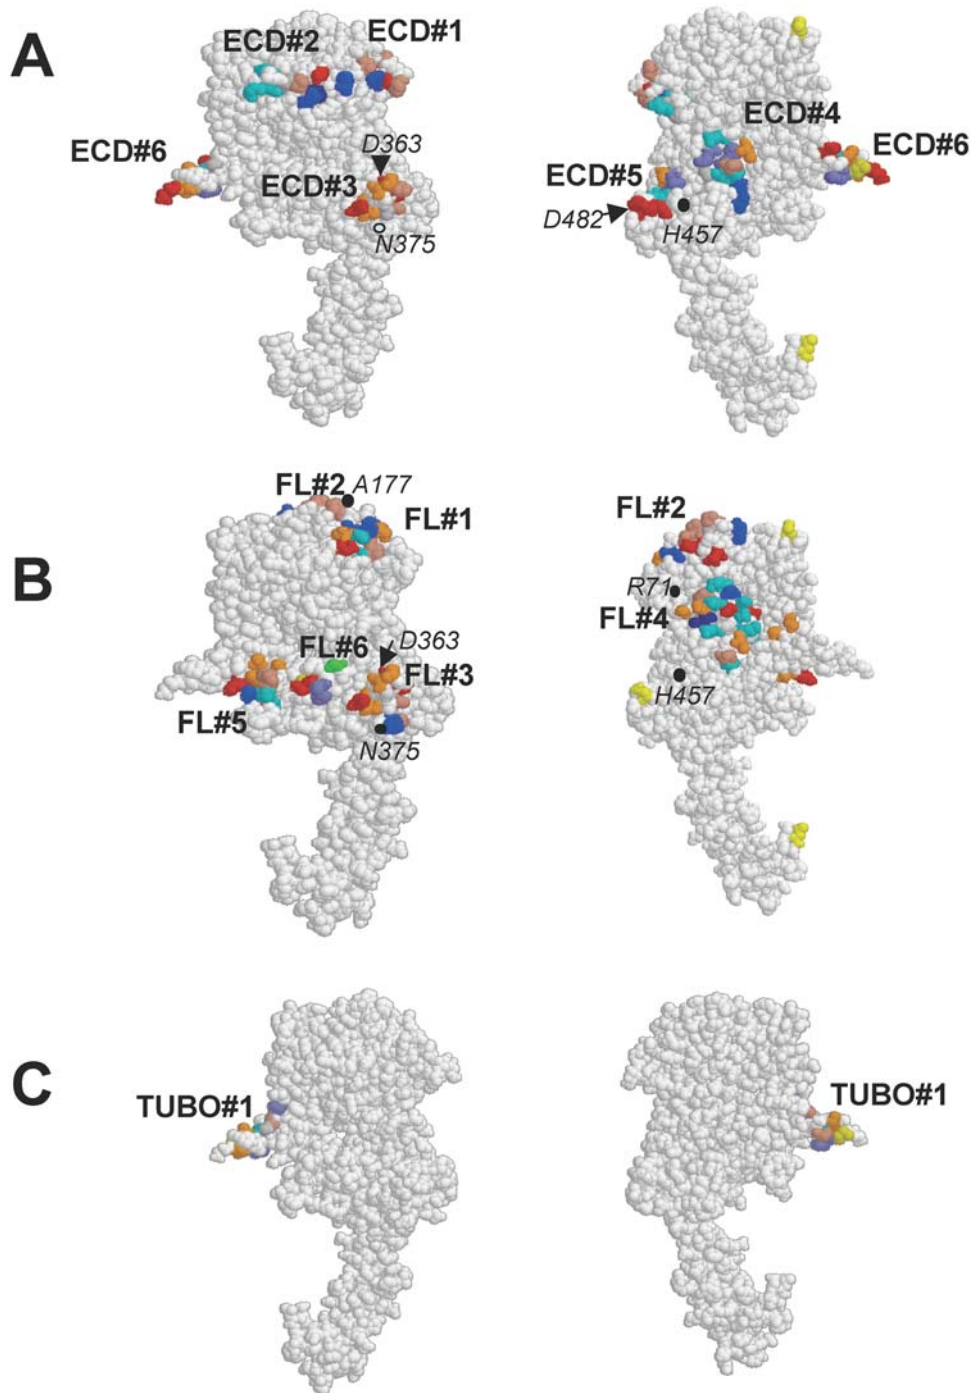 A
ECD#2
ECD#1
ECD#6
D363
ECD#3
N375
ECD#4
ECD#6
ECD#5
D482
H457
B
FL#2
A177
FL#1
FL#6
D363
FL#3
FL#5
N375
FL#2
R71
FL#4
H457
C
TUBO#1
TUBO#1